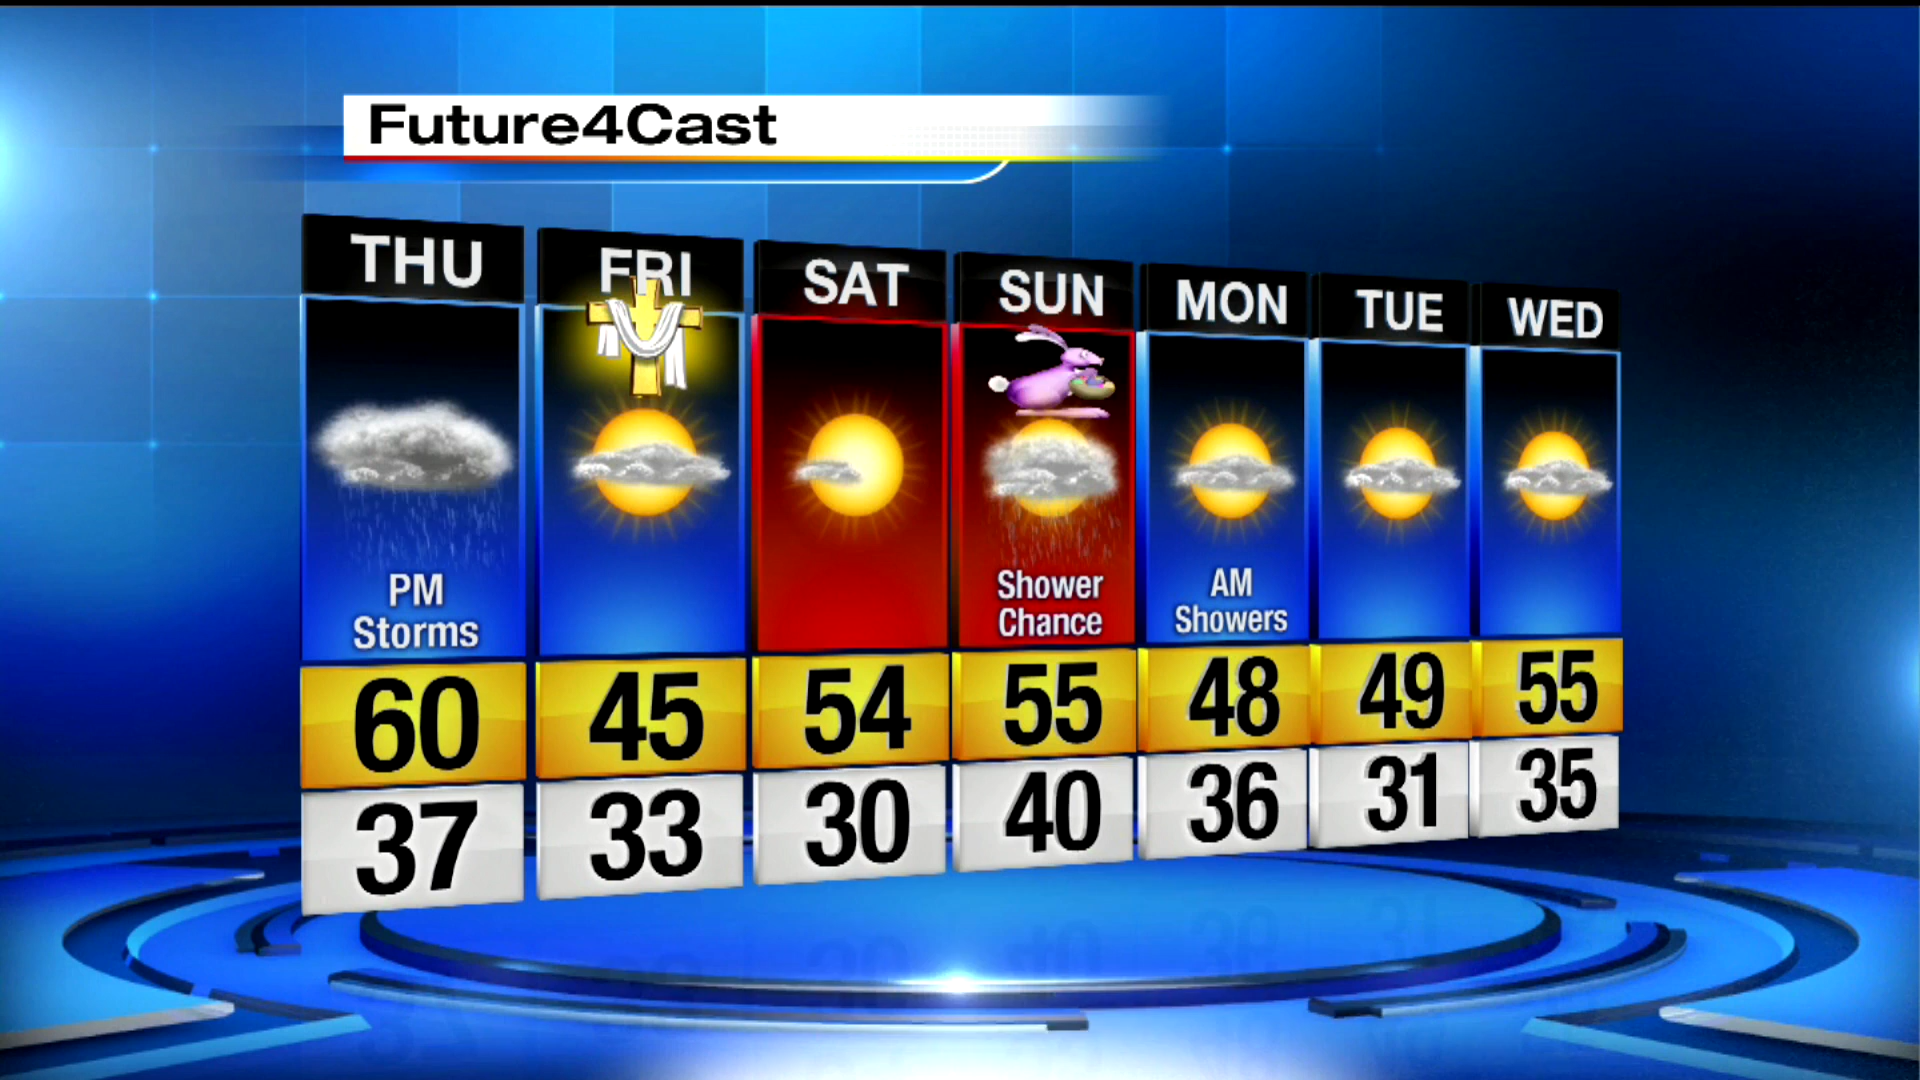 Future4Cast
THU FRI SAT SUN MON TUE WED
PM
Storms
Shower
Chance
AM
Showers
60 45 54 55 48 49 55
37 33 30 40 36 31 35